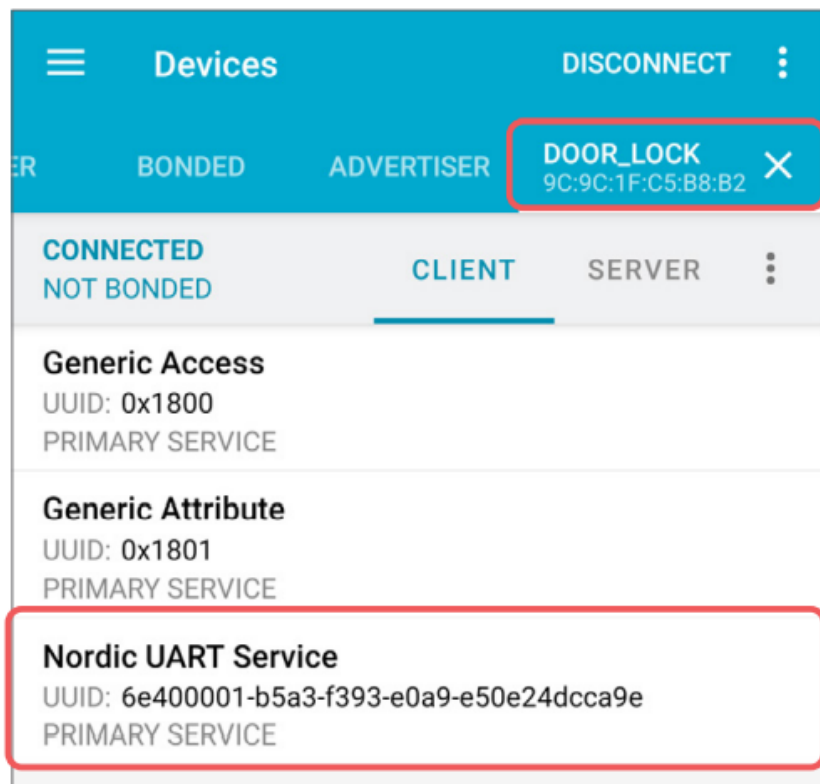 Devices DISCONNECT
ER BONDED ADVERTISER DOOR_LOCK
9C:9C:1F:C5:B8:B2
CONNECTED
NOT BONDED
CLIENT SERVER
Generic Access
UUID: 0x1800
PRIMARY SERVICE
Generic Attribute
UUID: 0x1801
PRIMARY SERVICE
Nordic UART Service
UUID: 6e400001-b5a3-f393-e0a9-e50e24dcca9e
PRIMARY SERVICE